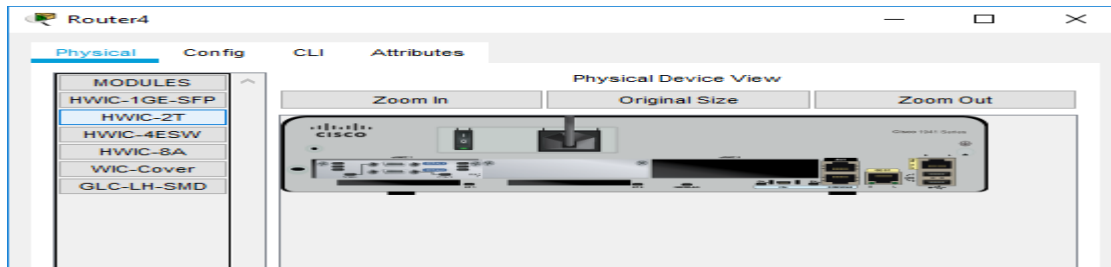 Router4
Physical Config CLI Attributes
MODULES
HWIC-1GE-SFP
HWIC-2T
HWIC-4ESW
HWIC-8A
WIC-Cover
GLC-LH-SMD
Physical Device View
Zoom In Original Size Zoom Out
CISCO
Cisco 1941 Series